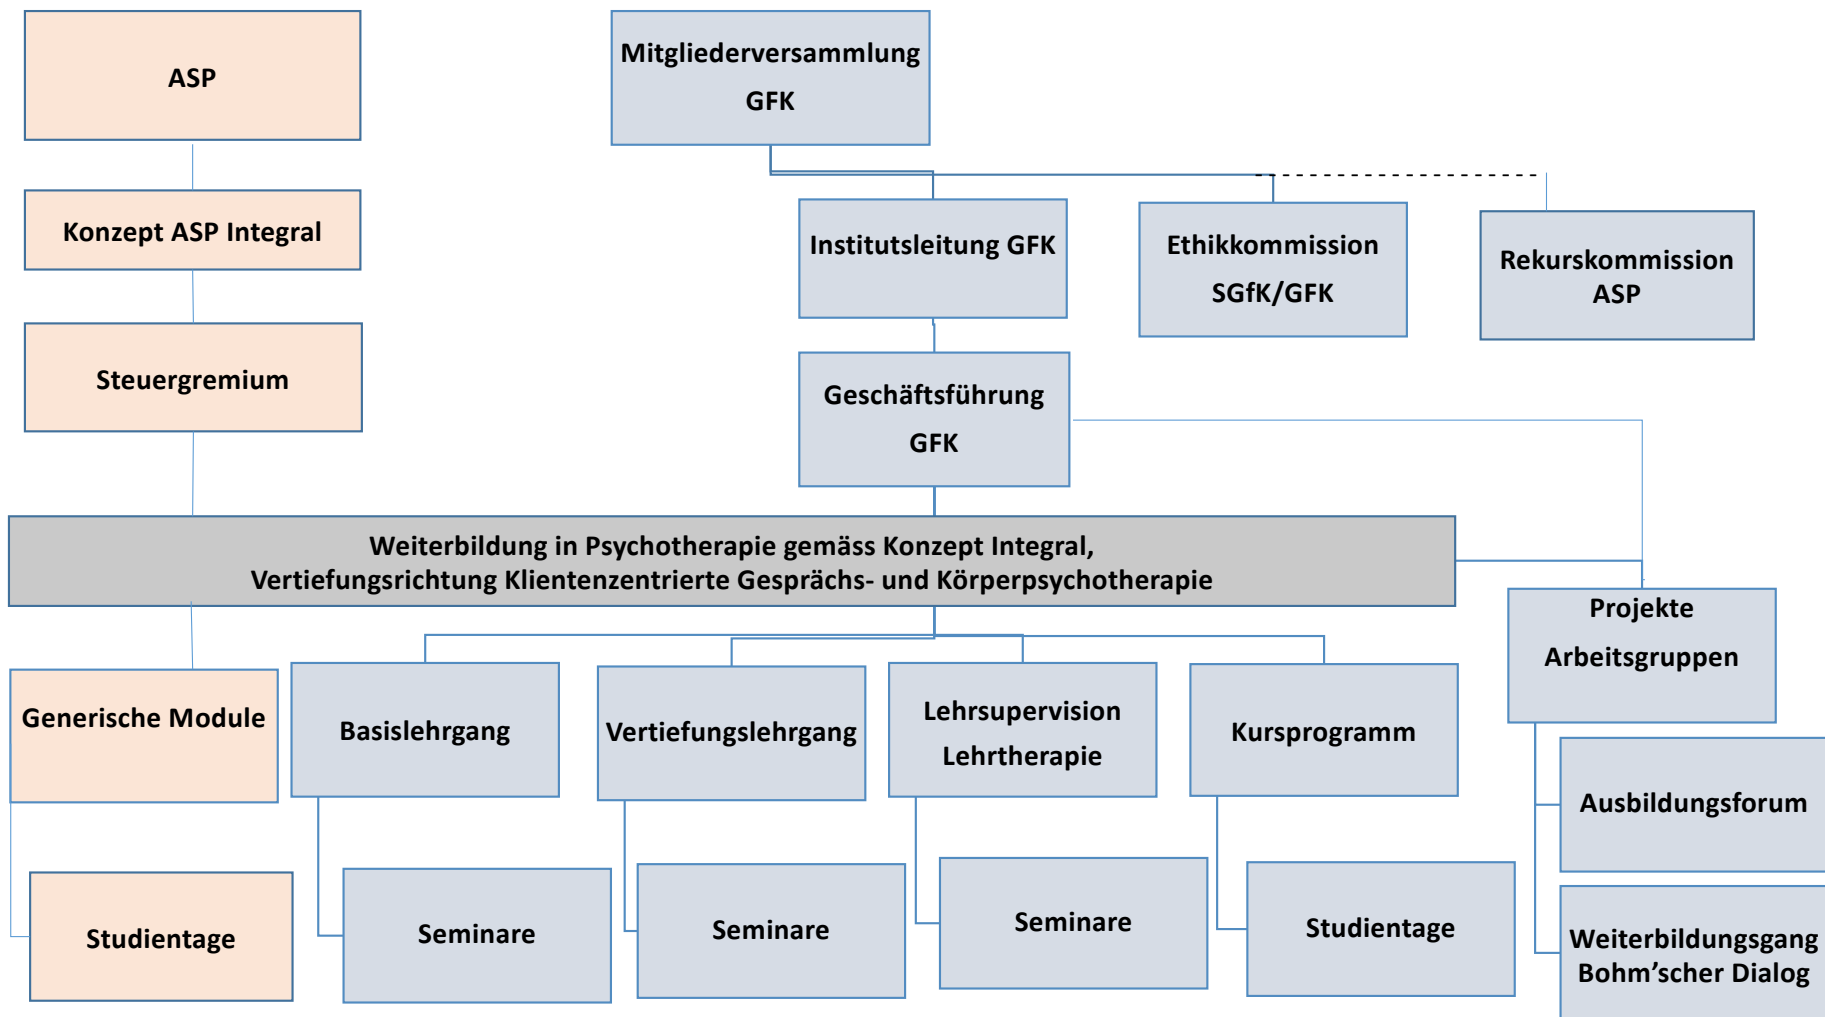 ASP
Mitgliederversammlung
GFK
Konzept ASP Integral
Institutsleitung GFK
Ethikkommission
SGfK/GFK
Rekurskommission
ASP
Steuergremium
Geschäftsführung
GFK
Weiterbildung in Psychotherapie gemäss Konzept Integral,
Vertiefungsrichtung Klientenzentrierte Gesprächs- und Körperpsychotherapie
Projekte
Arbeitsgruppen
Generische Module
Basislehrgang
Vertiefungslehrgang
Lehrsupervision
Lehrtherapie
Kursprogramm
Ausbildungsforum
Studientage
Seminare
Seminare
Seminare
Studientage
Weiterbildungsgang
Bohm’scher Dialog